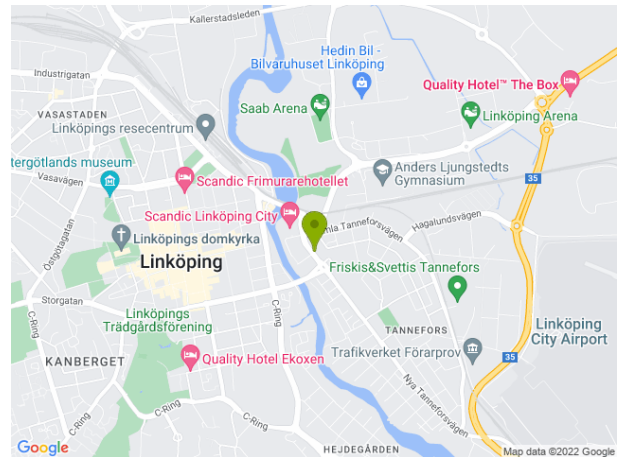 Kallerstadsleden
Hedin Bil -
Bilvaruhuset Linköping
Industrigatan
Quality Hotel™ The Box
VASASTADEN
Saab Arena
Linköping Arena
Linköpings resecentrum
tergötlands museum
Vasavägen
Anders Ljungstedts
Gymnasium
Scandic Frimurarehotellet
35
Scandic Linköping City
Hagalundsvägen
mla Tanneforsvägen
Östgötagatan
Linköpings domkyrka
Linköping
C-Ring
Friskis&Svettis Tannefors
Storgatan
Linköpings
Trädgårdsförening
C-Ring
TANNEFORS
Linköping
City Airport
Trafikverket Förarprov
35
KANBERGET
Quality Hotel Ekoxen
Nya Tanneforsvägen
C-Ring
C-Ring
HEJDEGÅRDEN
Google
Map data ©2022 Google